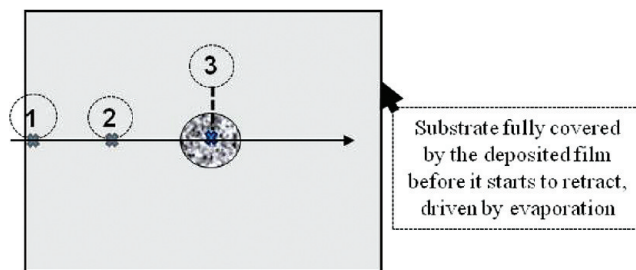 3
1
2
Substrate fully covered
by the deposited film
before it starts to retract,
driven by evaporation